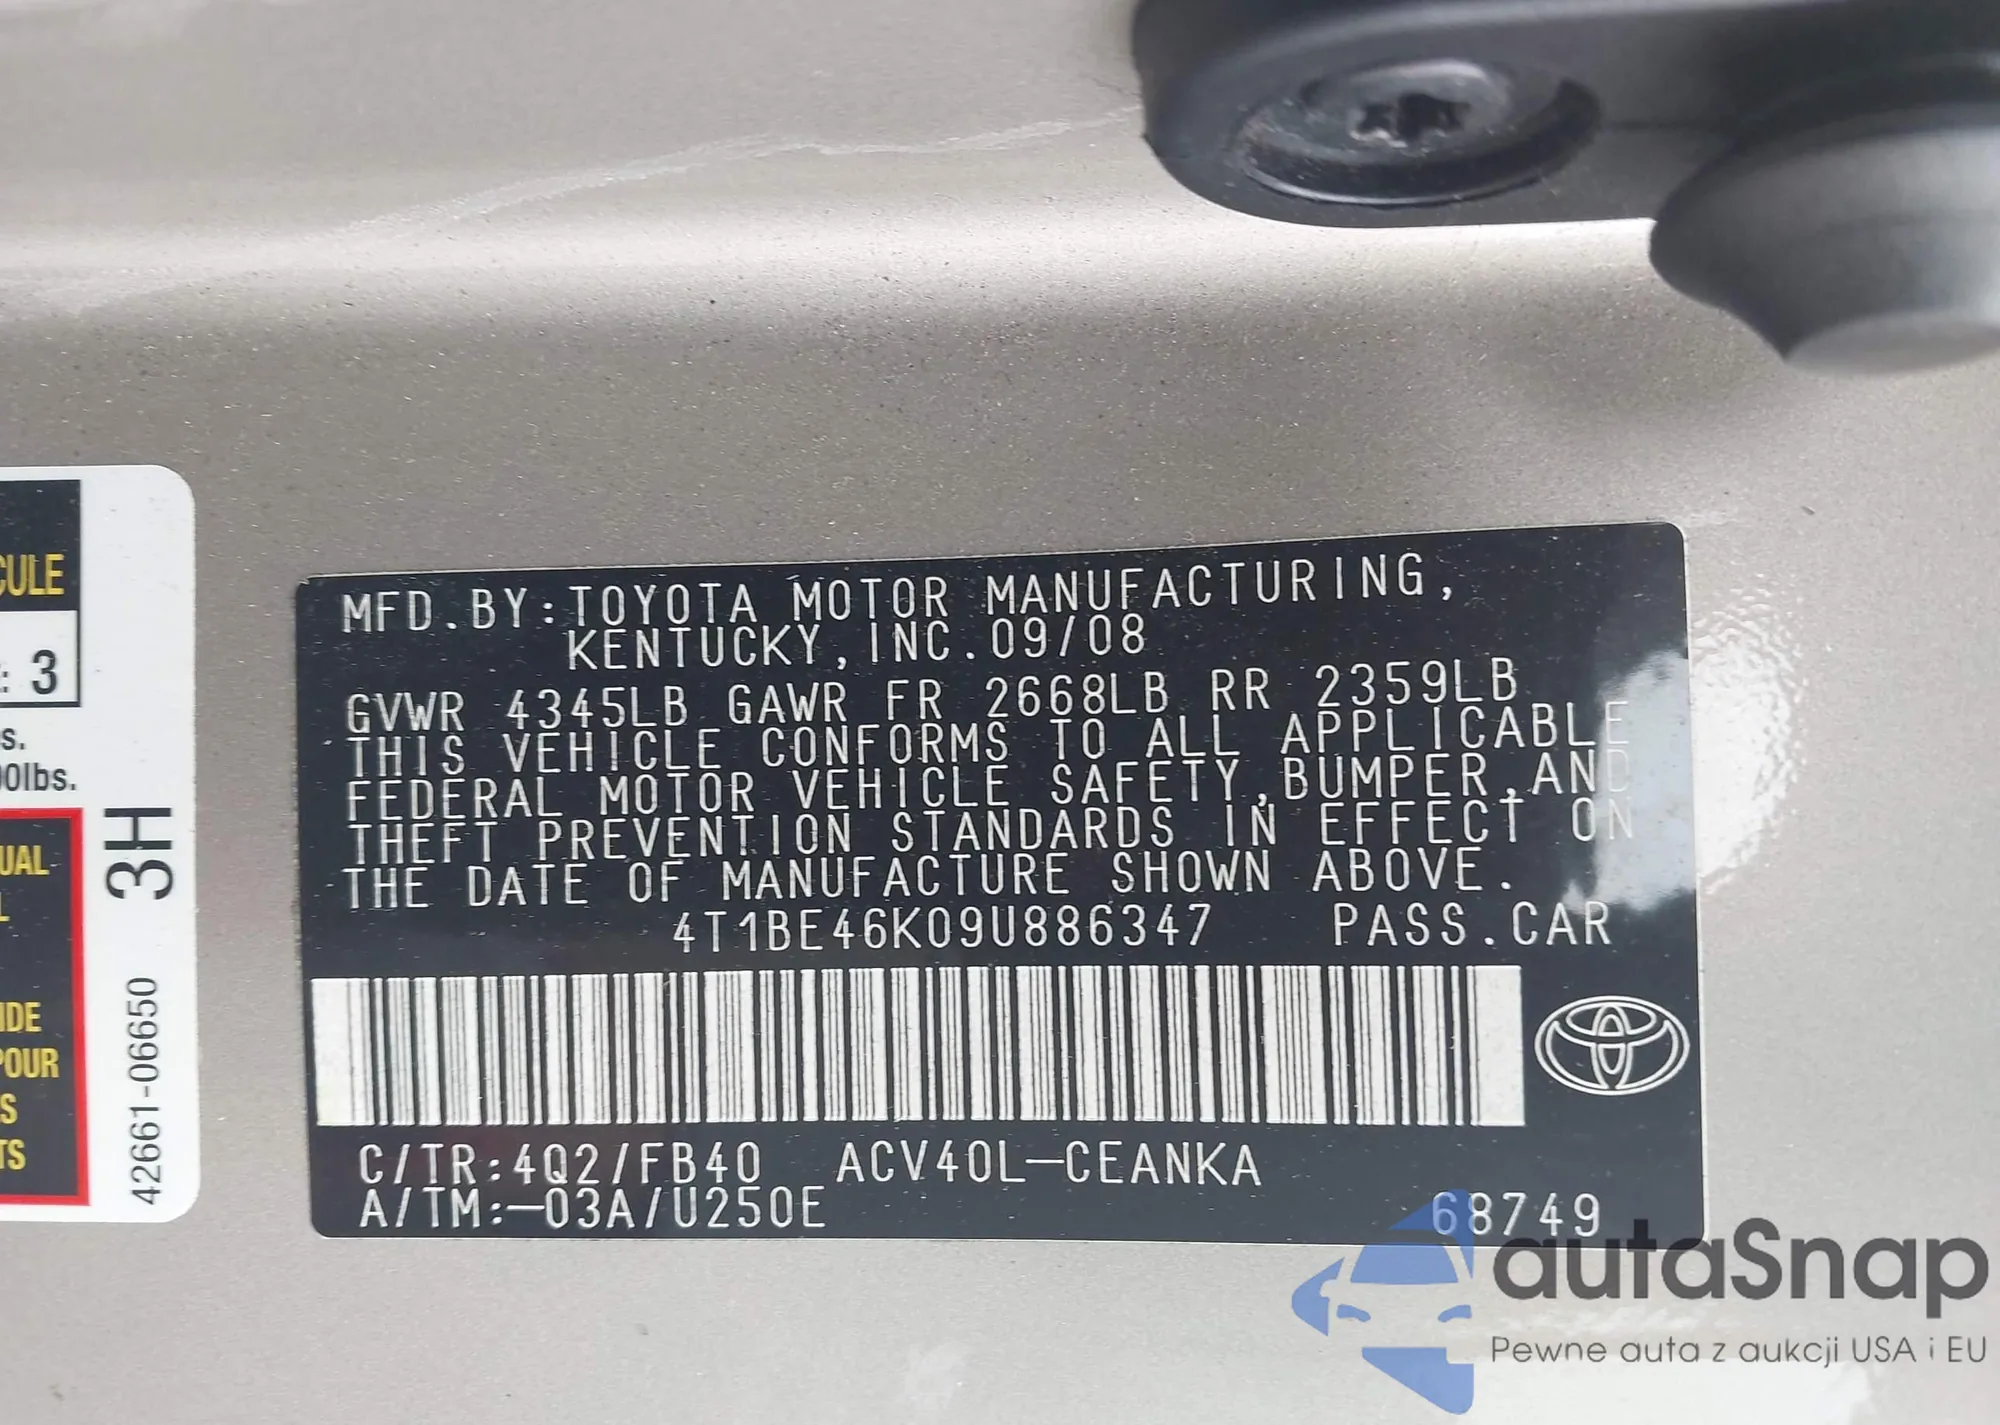 CULE
: 3
s.
00lbs.
UAL
L
IDE
POUR
S
TS
3H
42661-06650
MFD.BY:TOYOTA MOTOR MANUFACTURING,
KENTUCKY,INC.09/08
GVWR 4345LB GAWR FR 2668LB RR 2359LB
THIS VEHICLE CONFORMS TO ALL APPLICABLE
FEDERAL MOTOR VEHICLE SAFETY,BUMPER,AND
THEFT PREVENTION STANDARDS IN EFFECT ON
THE DATE OF MANUFACTURE SHOWN ABOVE.
4T1BE46K09U886347 PASS.CAR
C/TR:4Q2/FB40 ACV40L-CEANKA
A/TM:-03A/U250E
68749
autaSnap
Pewne auta z aukcji USA i EU